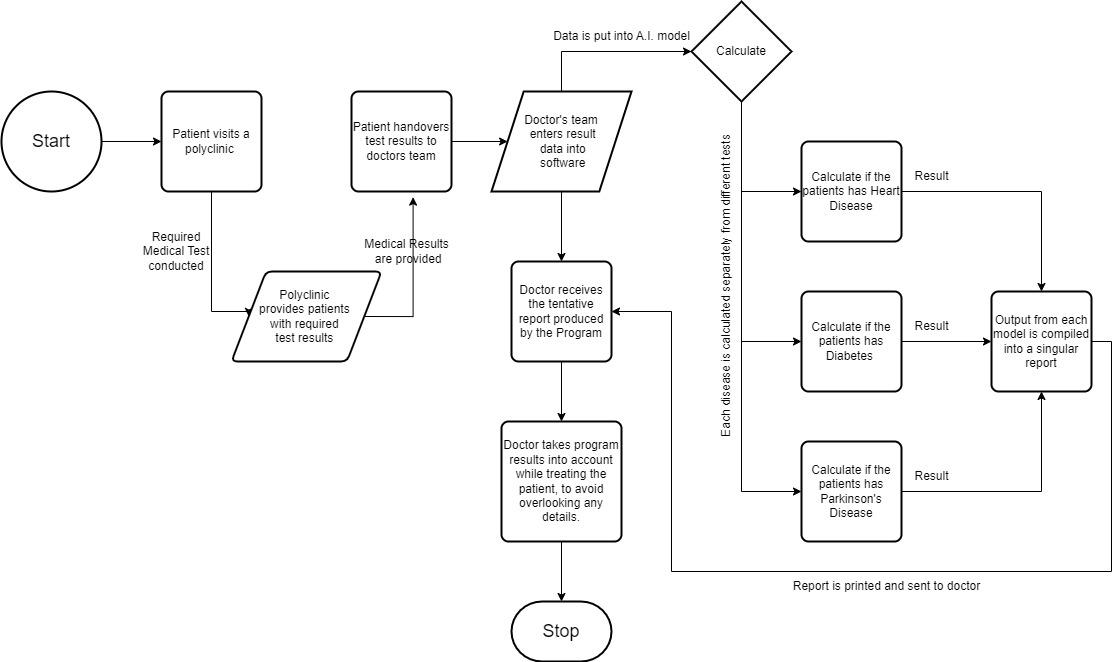 Start
Patient visits a
polyclinic
Required
Medical Test
conducted
Polyclinic
provides patients
with required
test results
Medical Results
are provided
Patient handovers
test results to
doctors team
Doctor's team
enters result
data into
software
Data is put into A.I. model
Calculate
Each disease is calculated separately from different tests
Calculate if the
patients has Heart
Disease
Result
Calculate if the
patients has
Diabetes
Result
Calculate if the
patients has
Parkinson's
Disease
Result
Output from each
model is compiled
into a singular
report
Report is printed and sent to doctor
Doctor receives
the tentative
report produced
by the Program
Doctor takes program
results into account
while treating the
patient, to avoid
overlooking any
details.
Stop